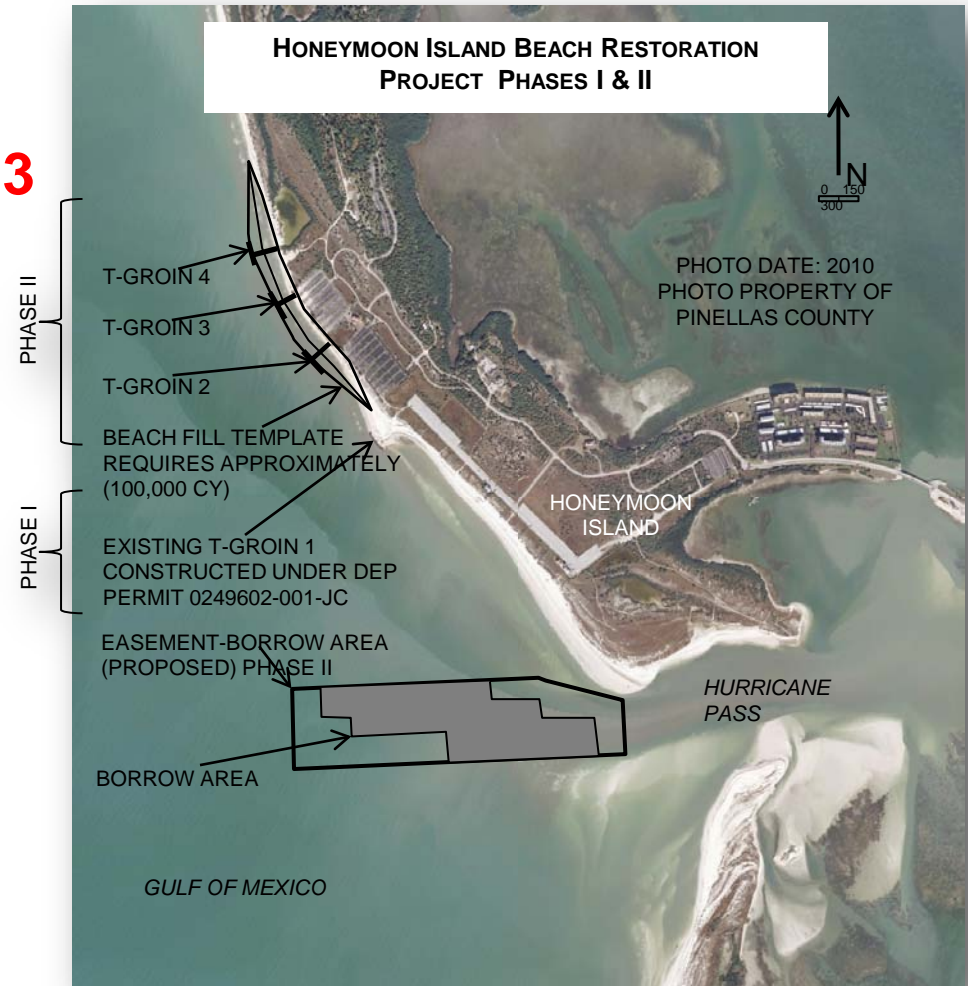 HONEYMOON ISLAND BEACH RESTORATION
PROJECT PHASES I & II
3
N
0 150
300
PHOTO DATE: 2010
PHOTO PROPERTY OF
PINELLAS COUNTY
PHASE II
T-GROIN 4
T-GROIN 3
T-GROIN 2
BEACH FILL TEMPLATE
REQUIRES APPROXIMATELY
(100,000 CY)
PHASE I
EXISTING T-GROIN 1
CONSTRUCTED UNDER DEP
PERMIT 0249602-001-JC
HONEYMOON
ISLAND
EASEMENT-BORROW AREA
(PROPOSED) PHASE II
HURRICANE
PASS
BORROW AREA
GULF OF MEXICO